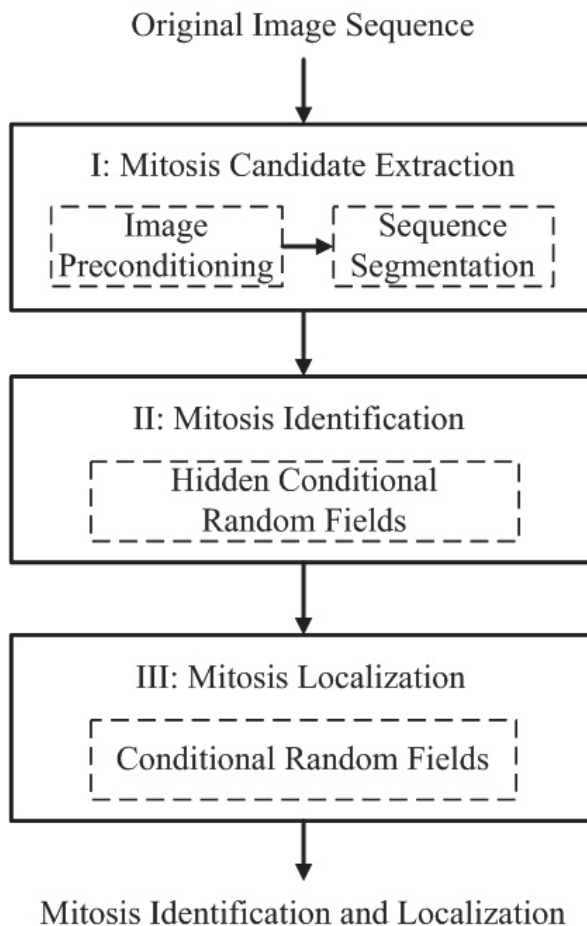 Original Image Sequence
I: Mitosis Candidate Extraction
Image
Preconditioning
Sequence
Segmentation
II: Mitosis Identification
Hidden Conditional
Random Fields
III: Mitosis Localization
Conditional Random Fields
Mitosis Identification and Localization